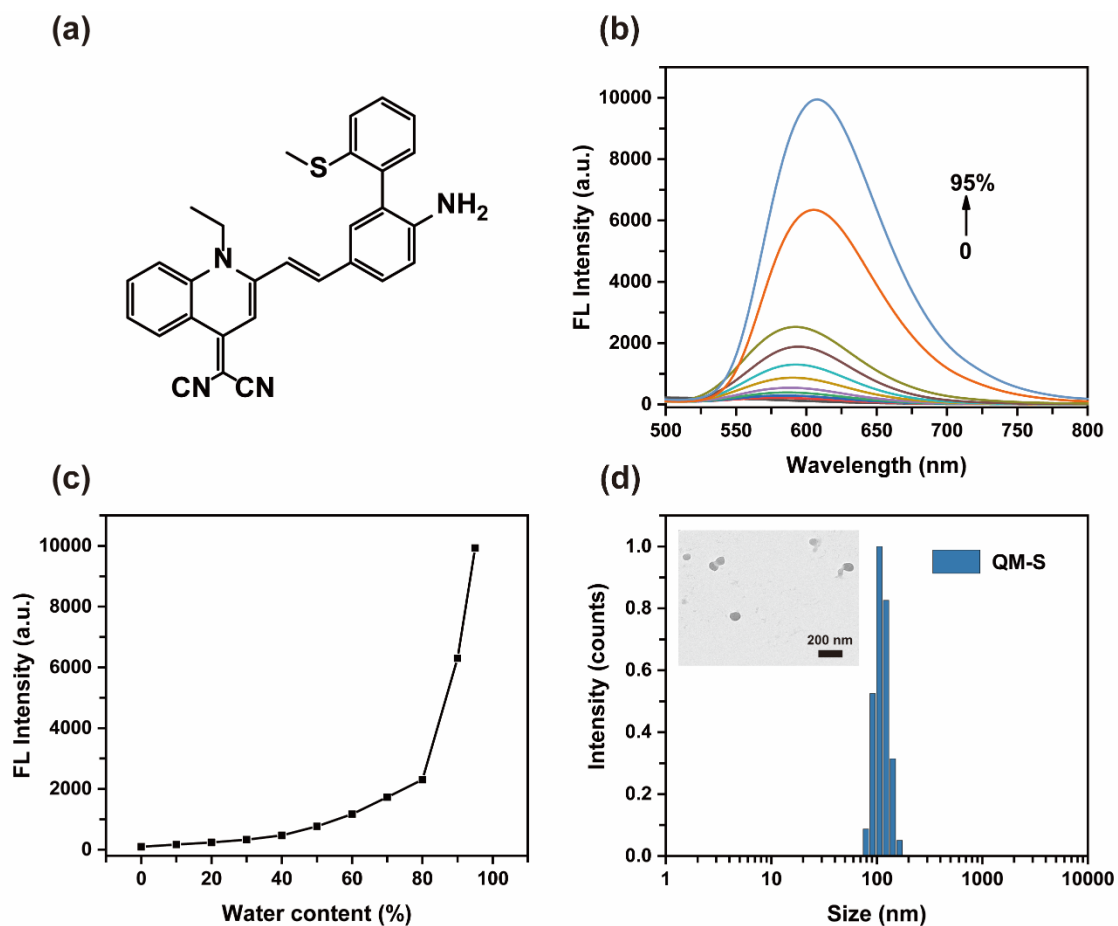 (a)
S
NH2
N
CN
CN
(b)
FL Intensity (a.u.)
10000
8000
6000
4000
2000
0
95%
0
500
550
600
650
700
750
800
Wavelength (nm)
(c)
FL Intensity (a.u.)
10000
8000
6000
4000
2000
0
0
20
40
60
80
100
Water content (%)
(d)
Intensity (counts)
1.0
0.8
0.6
0.4
0.2
0.0
200 nm
QM-S
1
10
100
1000
10000
Size (nm)